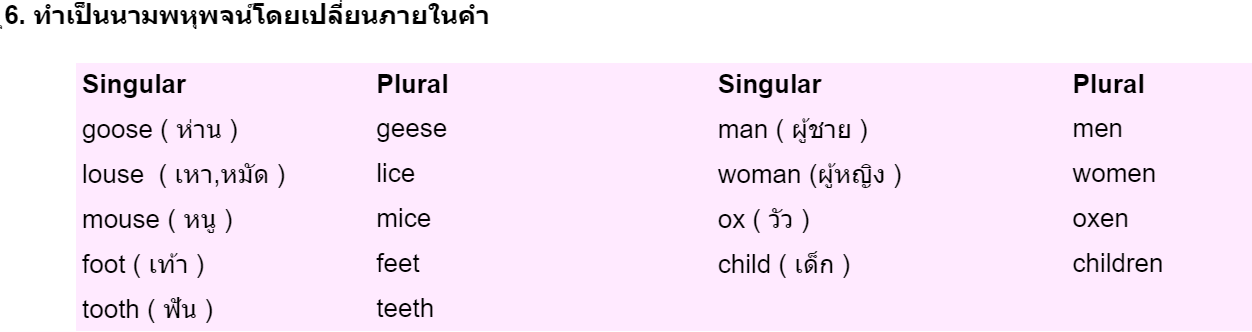 6. ทำเป็นนามพหุพจน์โดยเปลี่ยนภายในคำ
Singular Plural Singular Plural
goose ( ห่าน ) geese man ( ผู้ชาย ) men
louse ( เหา,หมัด ) lice woman (ผู้หญิง ) women
mouse ( หนู ) mice ox ( วัว ) oxen
foot ( เท้า ) feet child ( เด็ก ) children
tooth ( ฟัน ) teeth